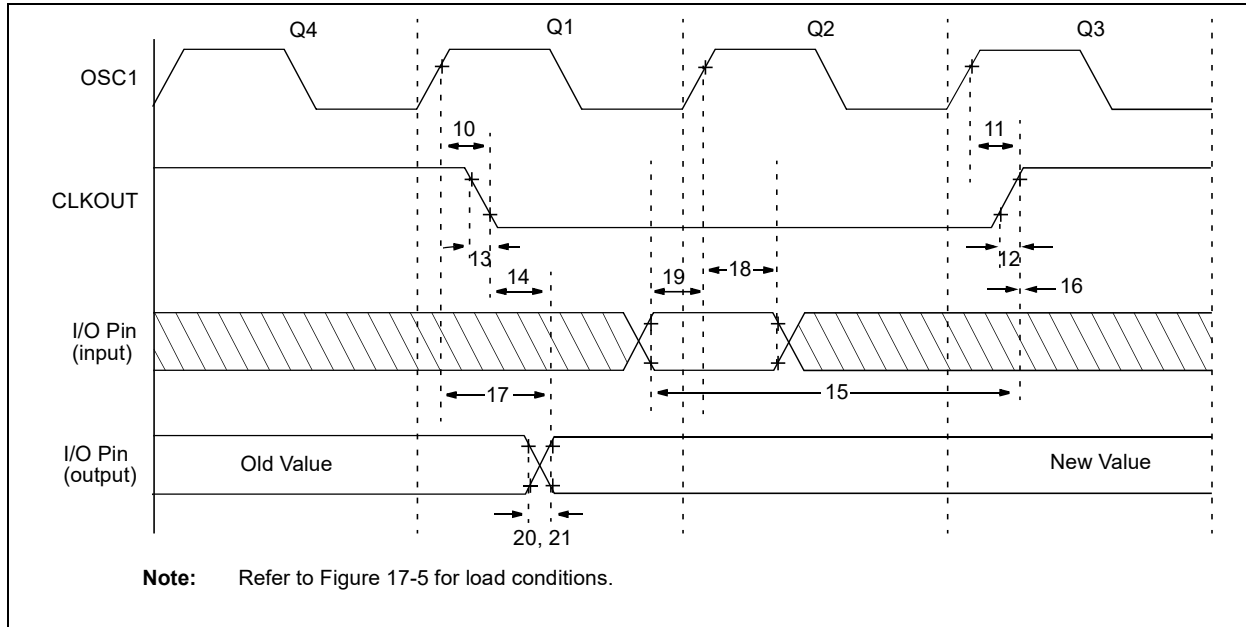 Q4 Q1 Q2 Q3
OSC1
10 11
CLKOUT
13 12
14 19 18 16
I/O Pin
(input)
17 15
I/O Pin
(output)
Old Value New Value
20, 21
Note: Refer to Figure 17-5 for load conditions.